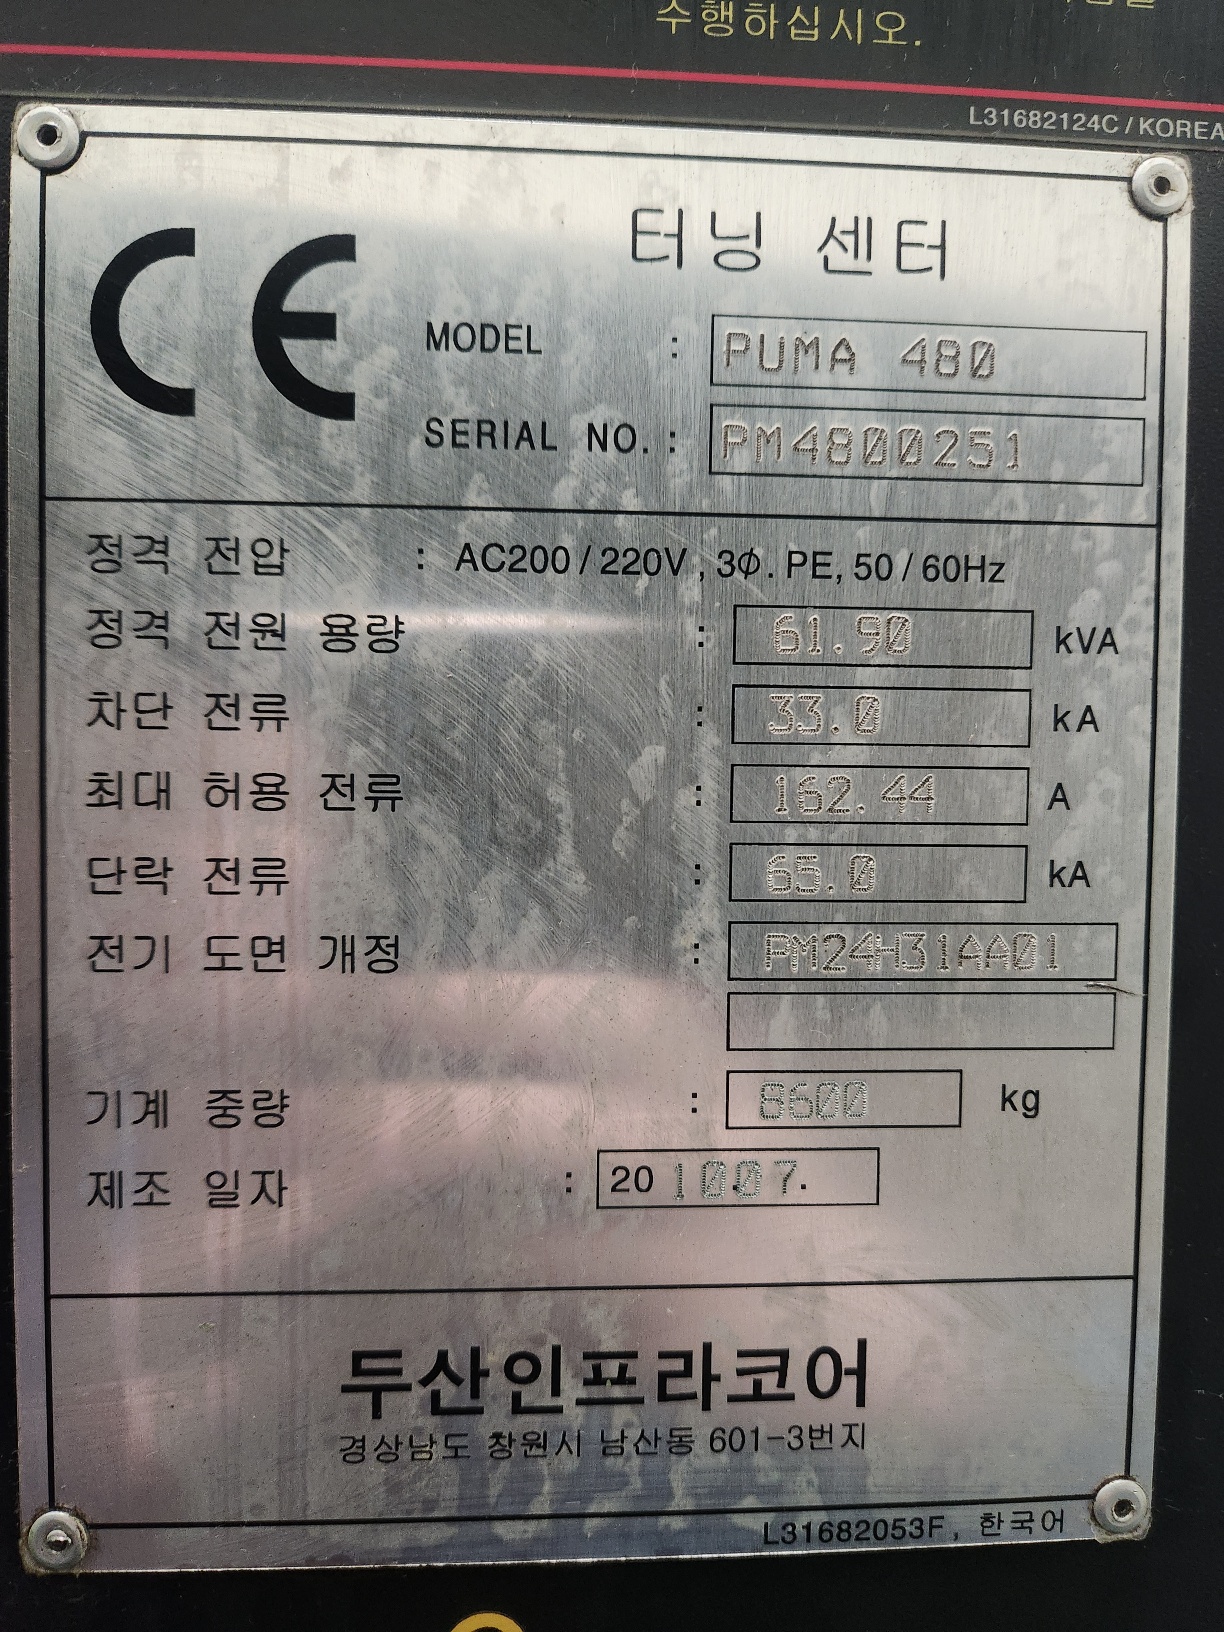 수행하십시오.
L31682124C / KOREA
CE
터닝 센터
MODEL : PUMA 480
SERIAL NO. : PM4800251
정격 전압 : AC200 / 220V , 3Φ. PE, 50 / 60Hz
정격 전원 용량 : 61.90 kVA
차단 전류 : 33.0 kA
최대 허용 전류 : 162.44 A
단락 전류 : 65.0 kA
전기 도면 개정 : PM24H31AA01
기계 중량 : 8600 kg
제조 일자 : 20 10.07.
두산인프라코어
경상남도 창원시 남산동 601-3번지
L31682053F, 한국어